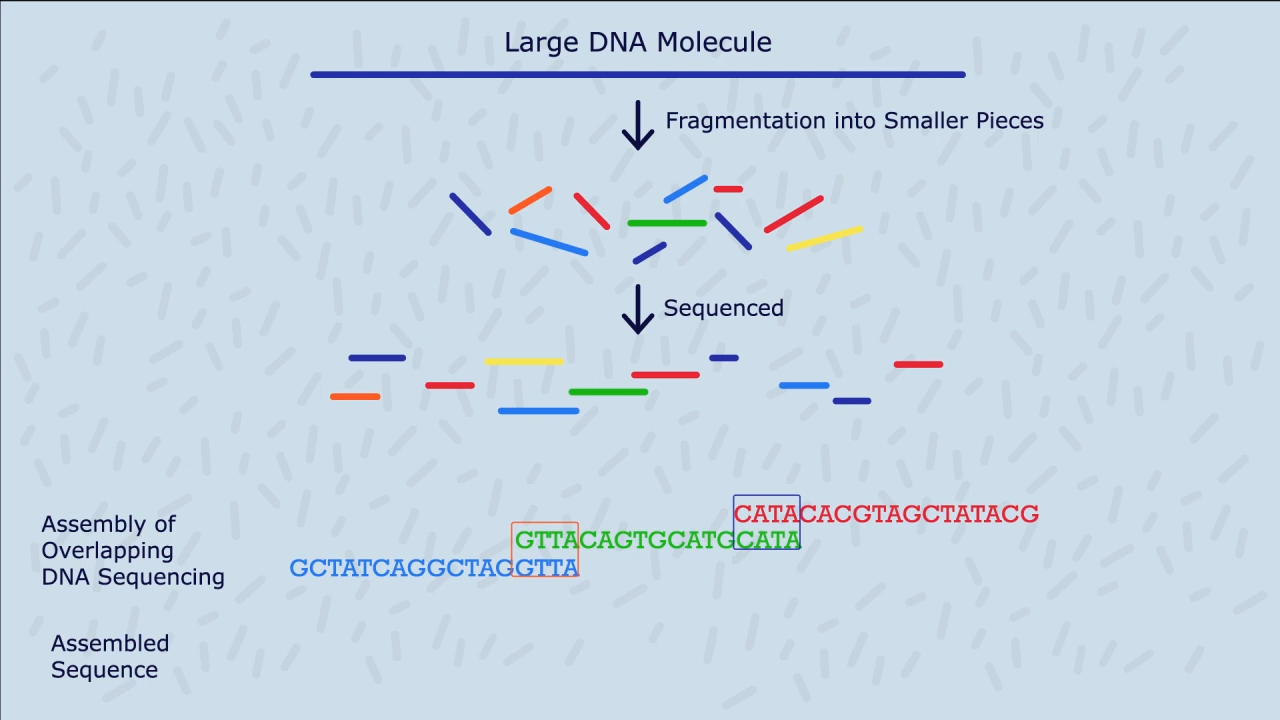 Large DNA Molecule
Fragmentation into Smaller Pieces
Sequenced
CATACACGTAGCTATACG
Assembly of
Overlapping
DNA Sequencing
GTTACAGTGCATGCATA
GCTATCAGGCTAGGTTA
Assembled
Sequence